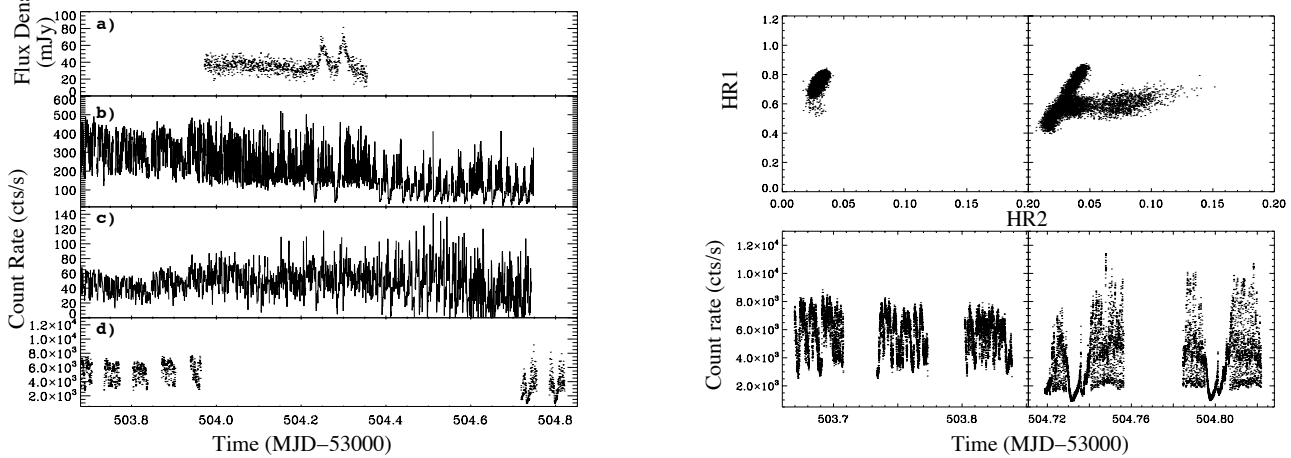 Flux Dens
(mJy)
100
80
60
40
20
0
a)
600
500
400
300
200
100
b)
Count Rate (cts/s)
140
120
100
80
60
40
20
0
c)
1.2×10⁴
1.0×10⁴
8.0×10³
6.0×10³
4.0×10³
2.0×10³
d)
503.8 504.0 504.2 504.4 504.6 504.8
Time (MJD−53000)
HR1
1.2
1.0
0.8
0.6
0.4
0.2
0.0
0.00 0.05 0.10 0.15 0.20 0.05 0.10 0.15 0.20
HR2
Count rate (cts/s)
1.2×10⁴
1.0×10⁴
8.0×10³
6.0×10³
4.0×10³
2.0×10³
503.7 503.8 504.72 504.76 504.80
Time (MJD−53000)